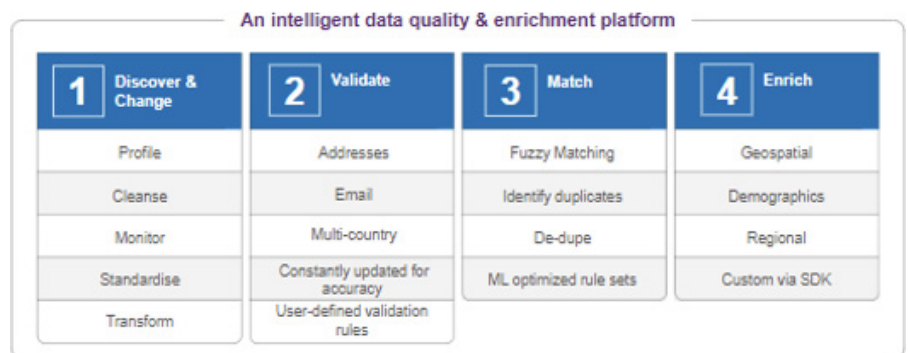 An intelligent data quality & enrichment platform
1
Discover &
Change
Profile
Cleanse
Monitor
Standardise
Transform
2
Validate
Addresses
Email
Multi-country
Constantly updated for
accuracy
User-defined validation
rules
3
Match
Fuzzy Matching
Identify duplicates
De-dupe
ML optimized rule sets
4
Enrich
Geospatial
Demographics
Regional
Custom via SDK